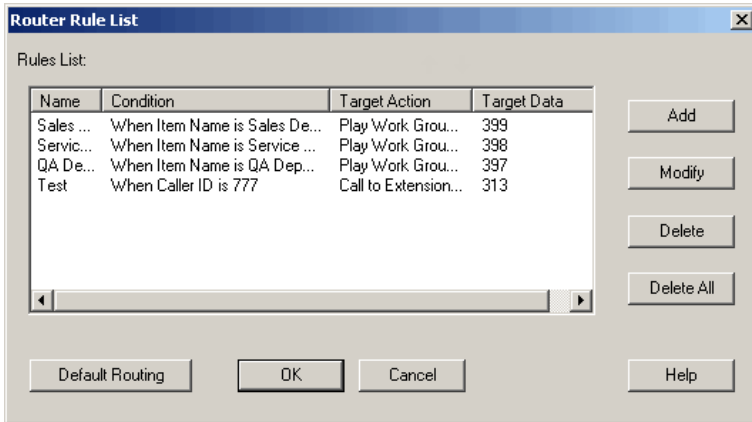 Router Rule List
Rules List:
Name Condition Target Action Target Data
Sales ... When Item Name is Sales De... Play Work Grou... 399
Servic... When Item Name is Service ... Play Work Grou... 398
QA De... When Item Name is QA Dep... Play Work Grou... 397
Test When Caller ID is 777 Call to Extension... 313
Add
Modify
Delete
Delete All
Default Routing OK Cancel Help